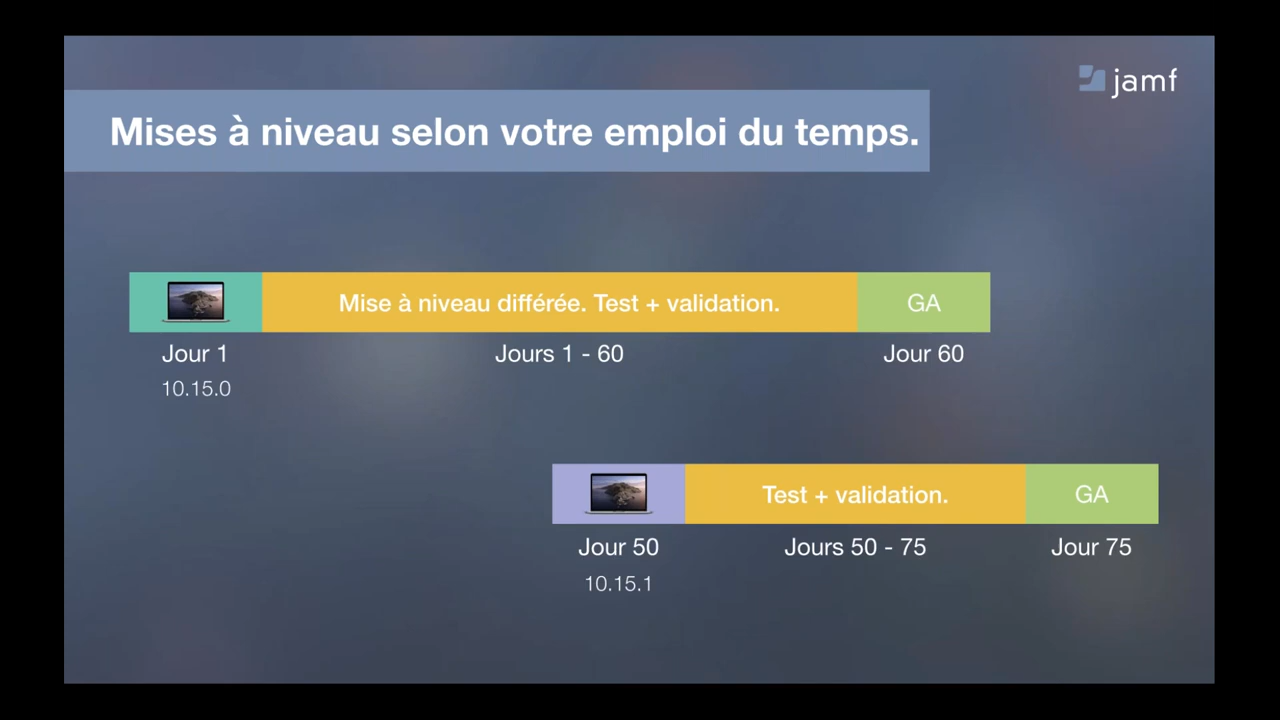 jamf
Mises à niveau selon votre emploi du temps.
Mise à niveau différée. Test + validation.
GA
Jour 1
Jours 1 - 60
Jour 60
10.15.0
Test + validation.
GA
Jour 50
Jours 50 - 75
Jour 75
10.15.1